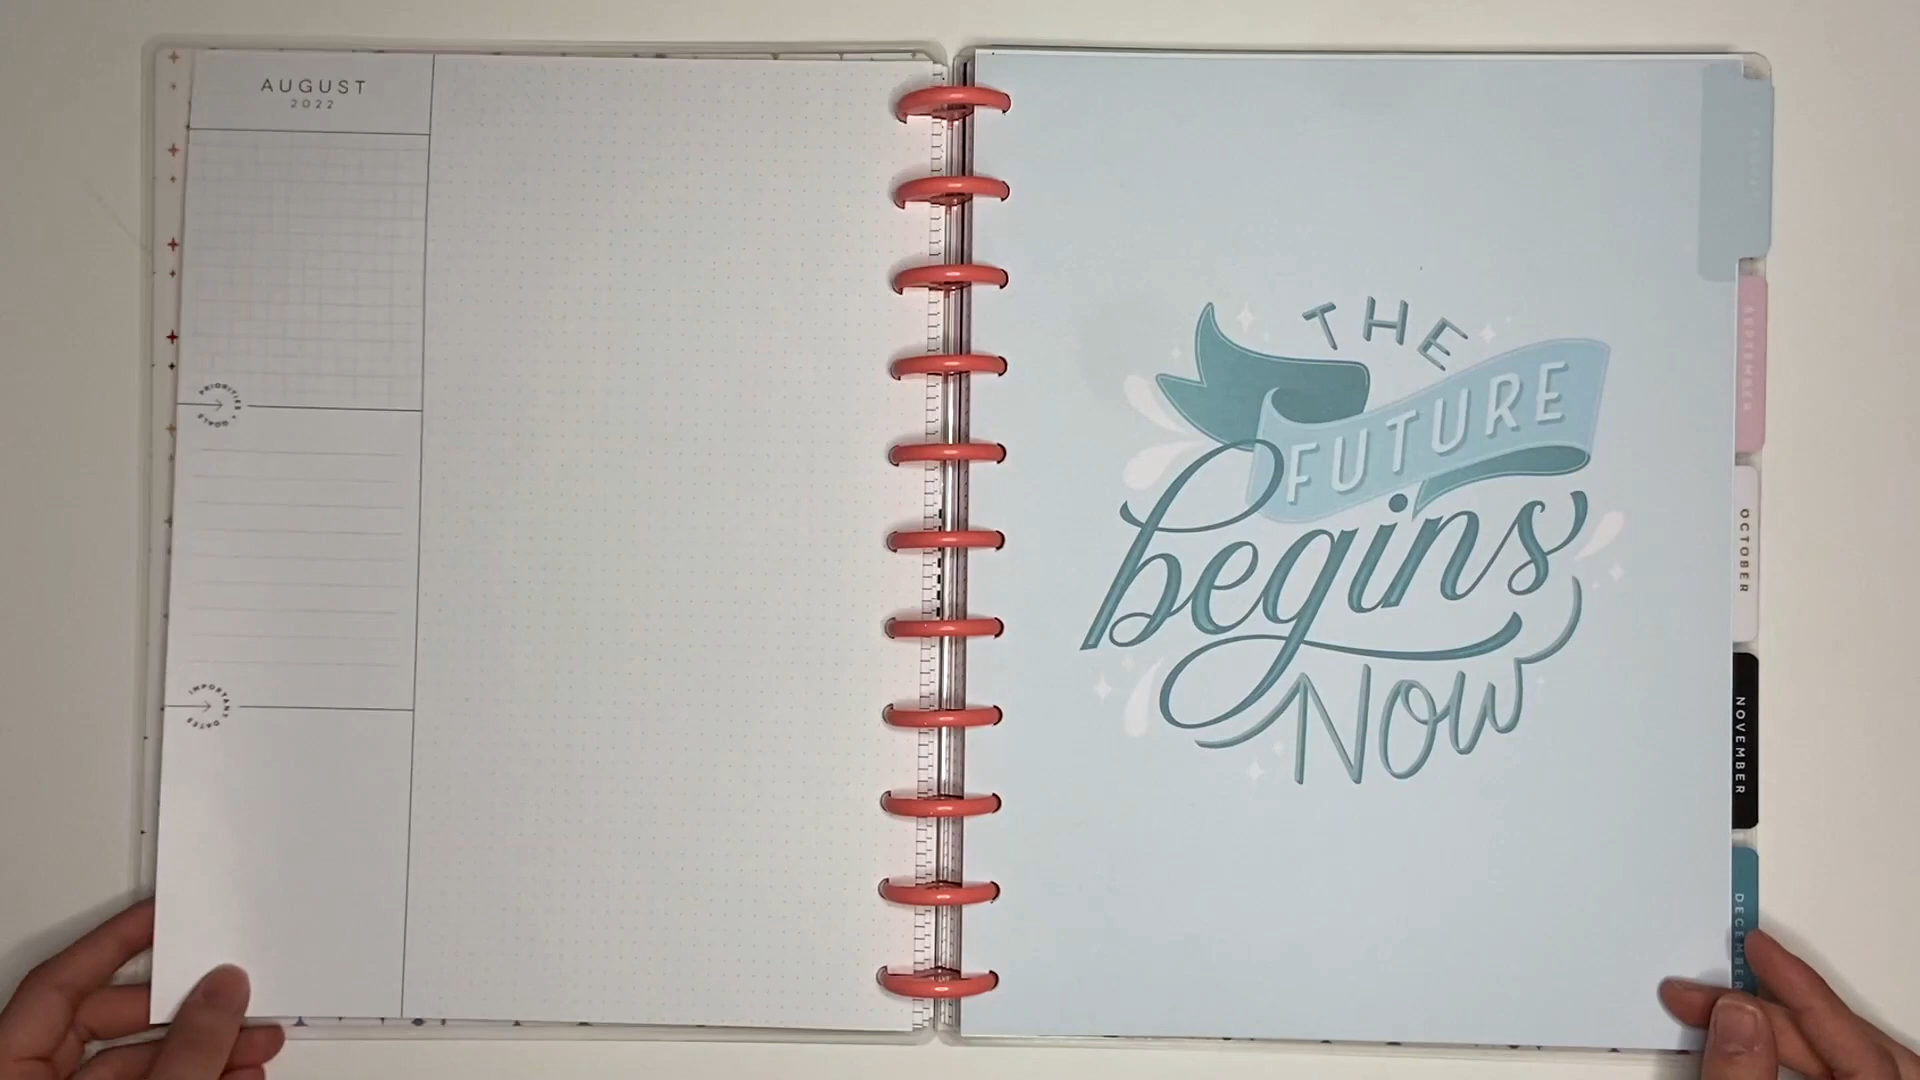 AUGUST
2022
PRIORITIES + GOALS
IMPORTANT DATES
THE
FUTURE
begins
NOW
SEPTEMBER
OCTOBER
NOVEMBER
DECEMBER